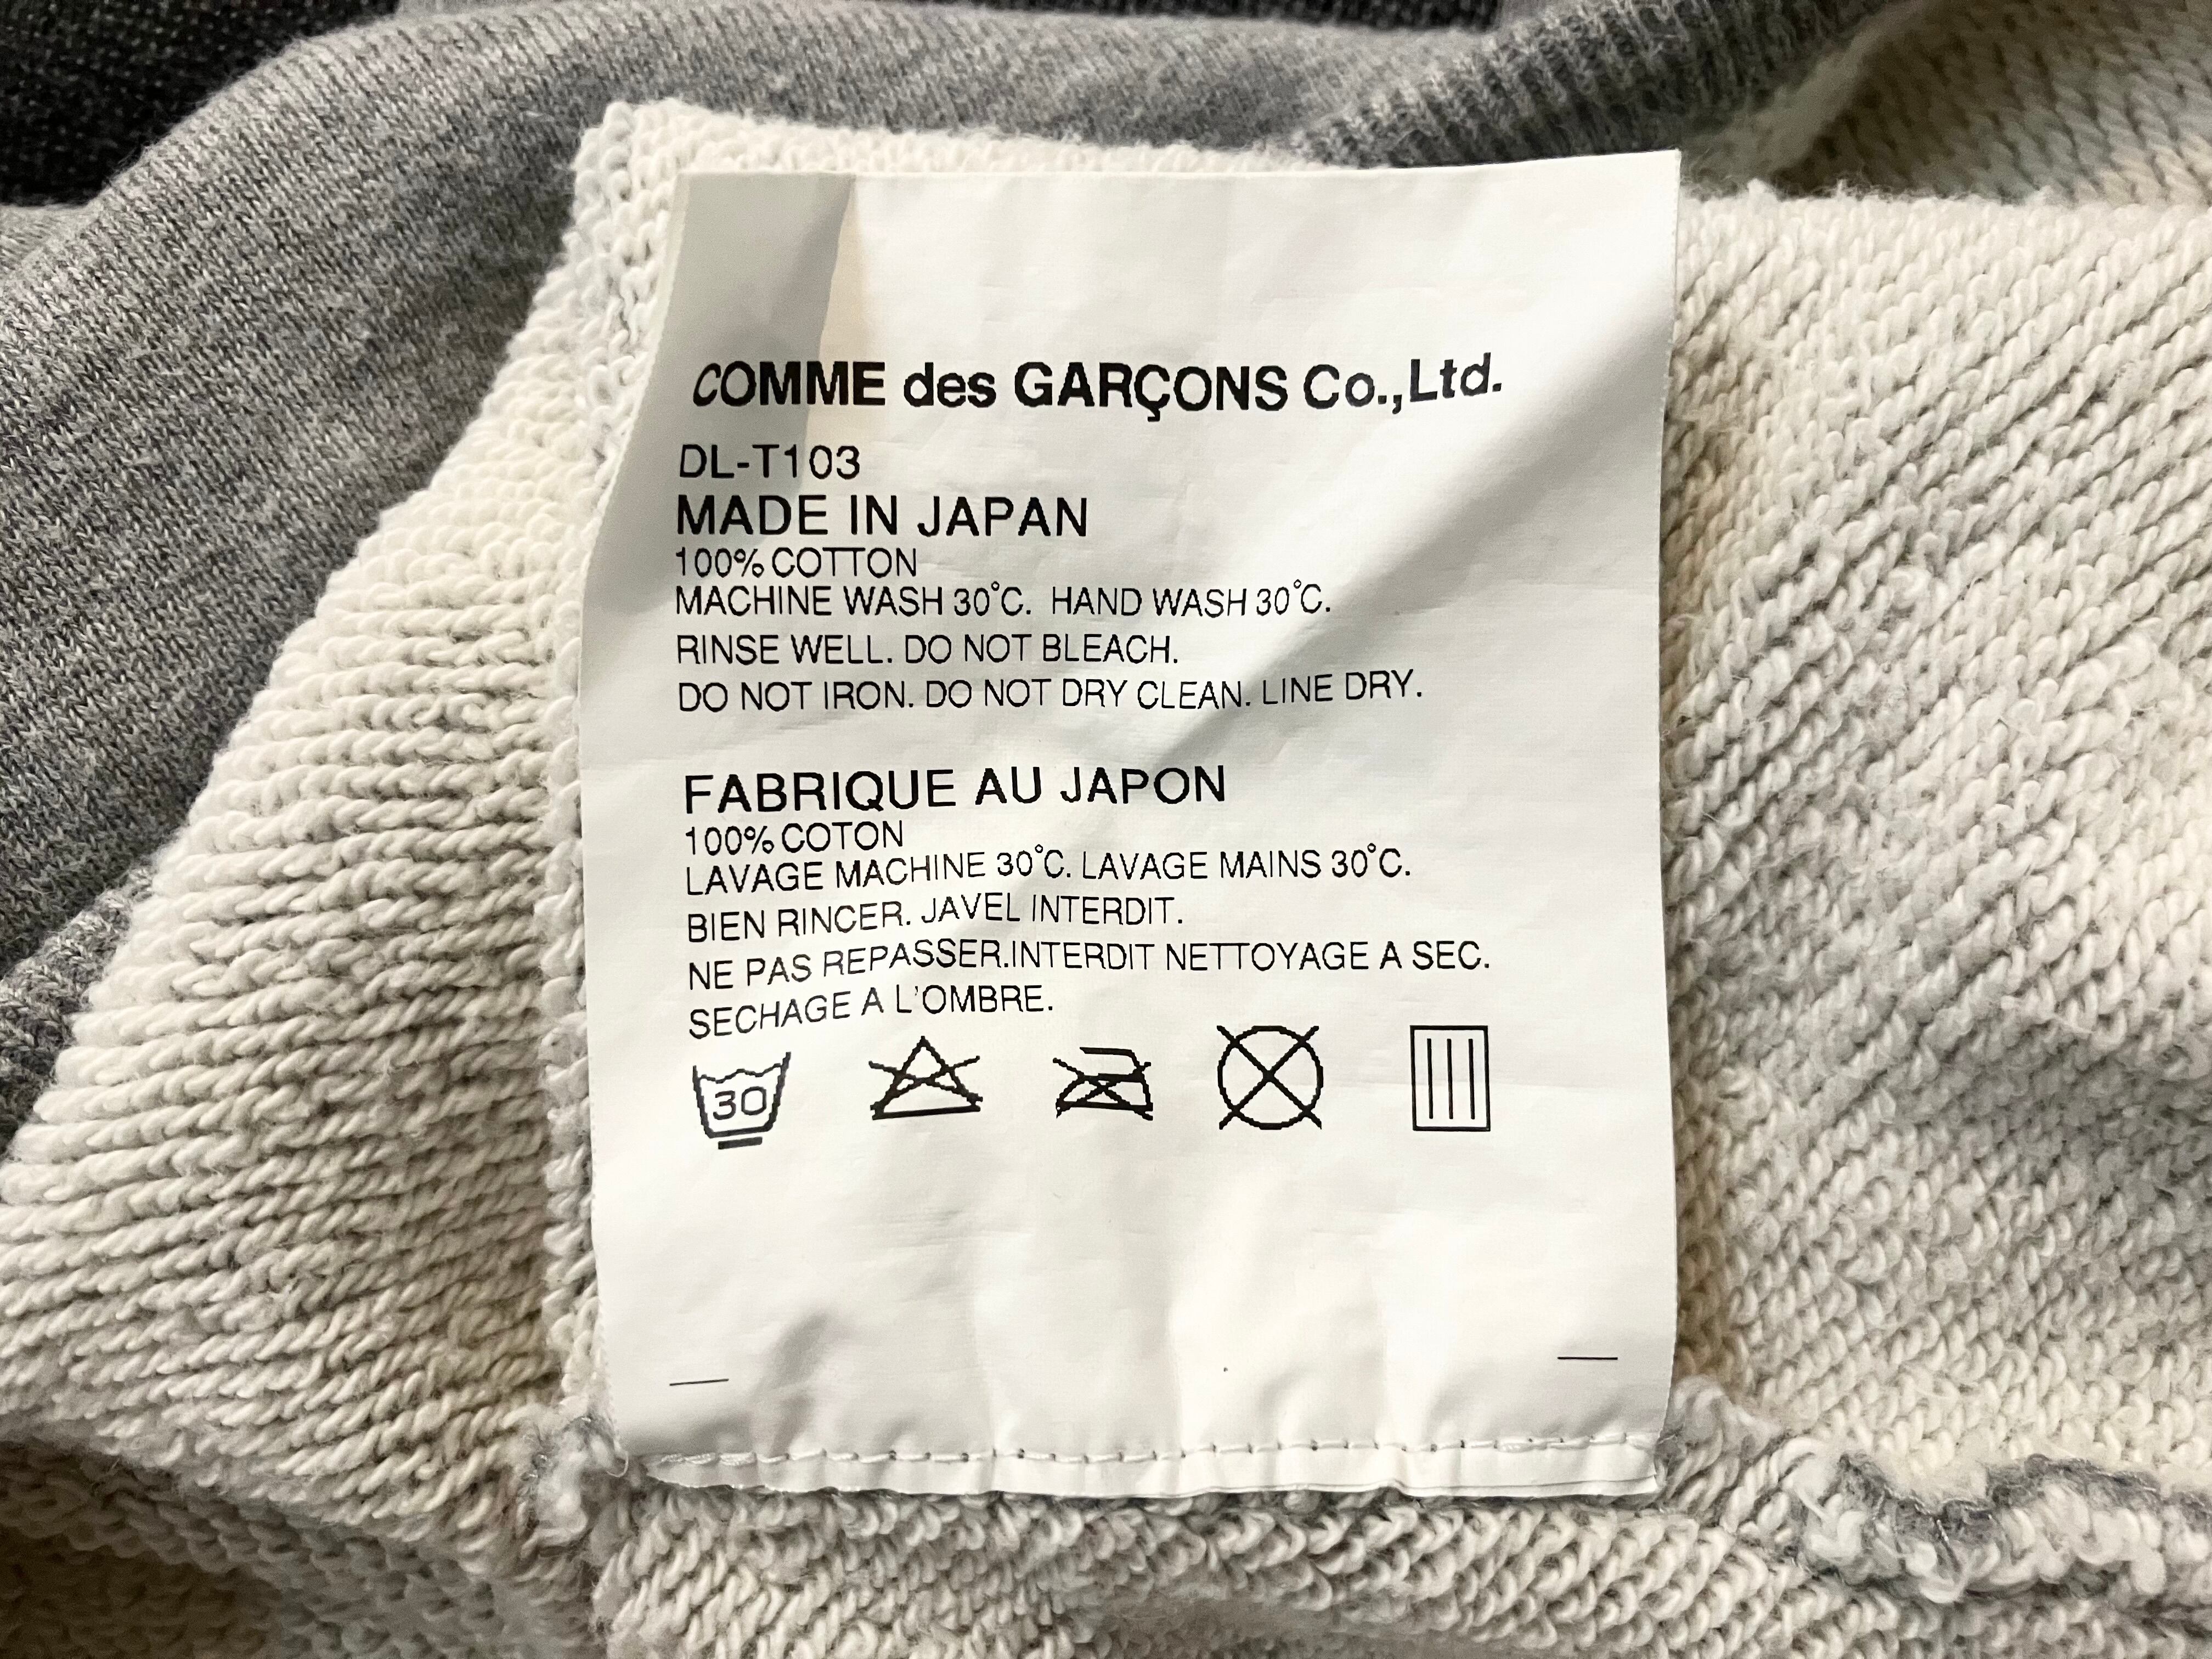 COMME des GARÇONS Co.,Ltd.
DL-T103
MADE IN JAPAN
100% COTTON
MACHINE WASH 30°C. HAND WASH 30°C.
RINSE WELL. DO NOT BLEACH.
DO NOT IRON. DO NOT DRY CLEAN. LINE DRY.
FABRIQUE AU JAPON
100% COTON
LAVAGE MACHINE 30°C. LAVAGE MAINS 30°C.
BIEN RINCER. JAVEL INTERDIT.
NE PAS REPASSER.INTERDIT NETTOYAGE A SEC.
SECHAGE A L'OMBRE.
30